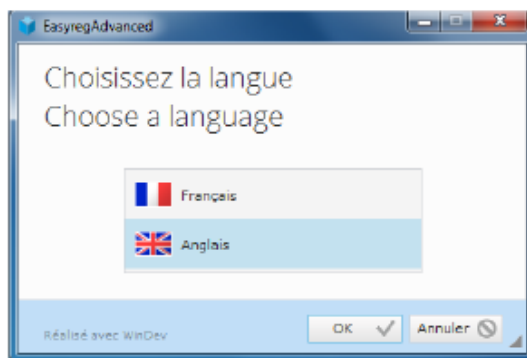 EasyregAdvanced
Choisissez la langue
Choose a language
Français
Anglais
Réalisé avec WinDev
OK
Annuler